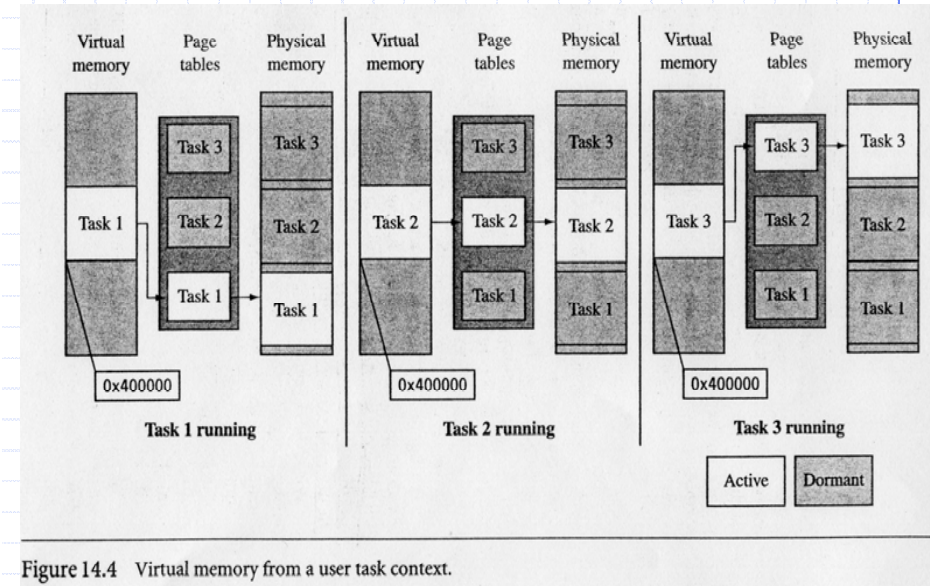 Virtual memory
Page tables
Physical memory
Task 1
Task 3
Task 2
Task 1
Task 3
Task 2
Task 1
0x400000
Task 1 running
Virtual memory
Page tables
Physical memory
Task 2
Task 3
Task 2
Task 1
Task 3
Task 2
Task 1
0x400000
Task 2 running
Virtual memory
Page tables
Physical memory
Task 3
Task 3
Task 2
Task 1
Task 3
Task 2
Task 1
0x400000
Task 3 running
Active
Dormant
Figure 14.4 Virtual memory from a user task context.